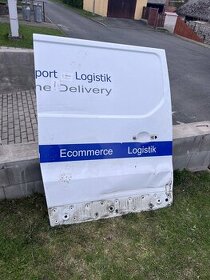 port – Logistik
ne Delivery
Ecommerce Logistik